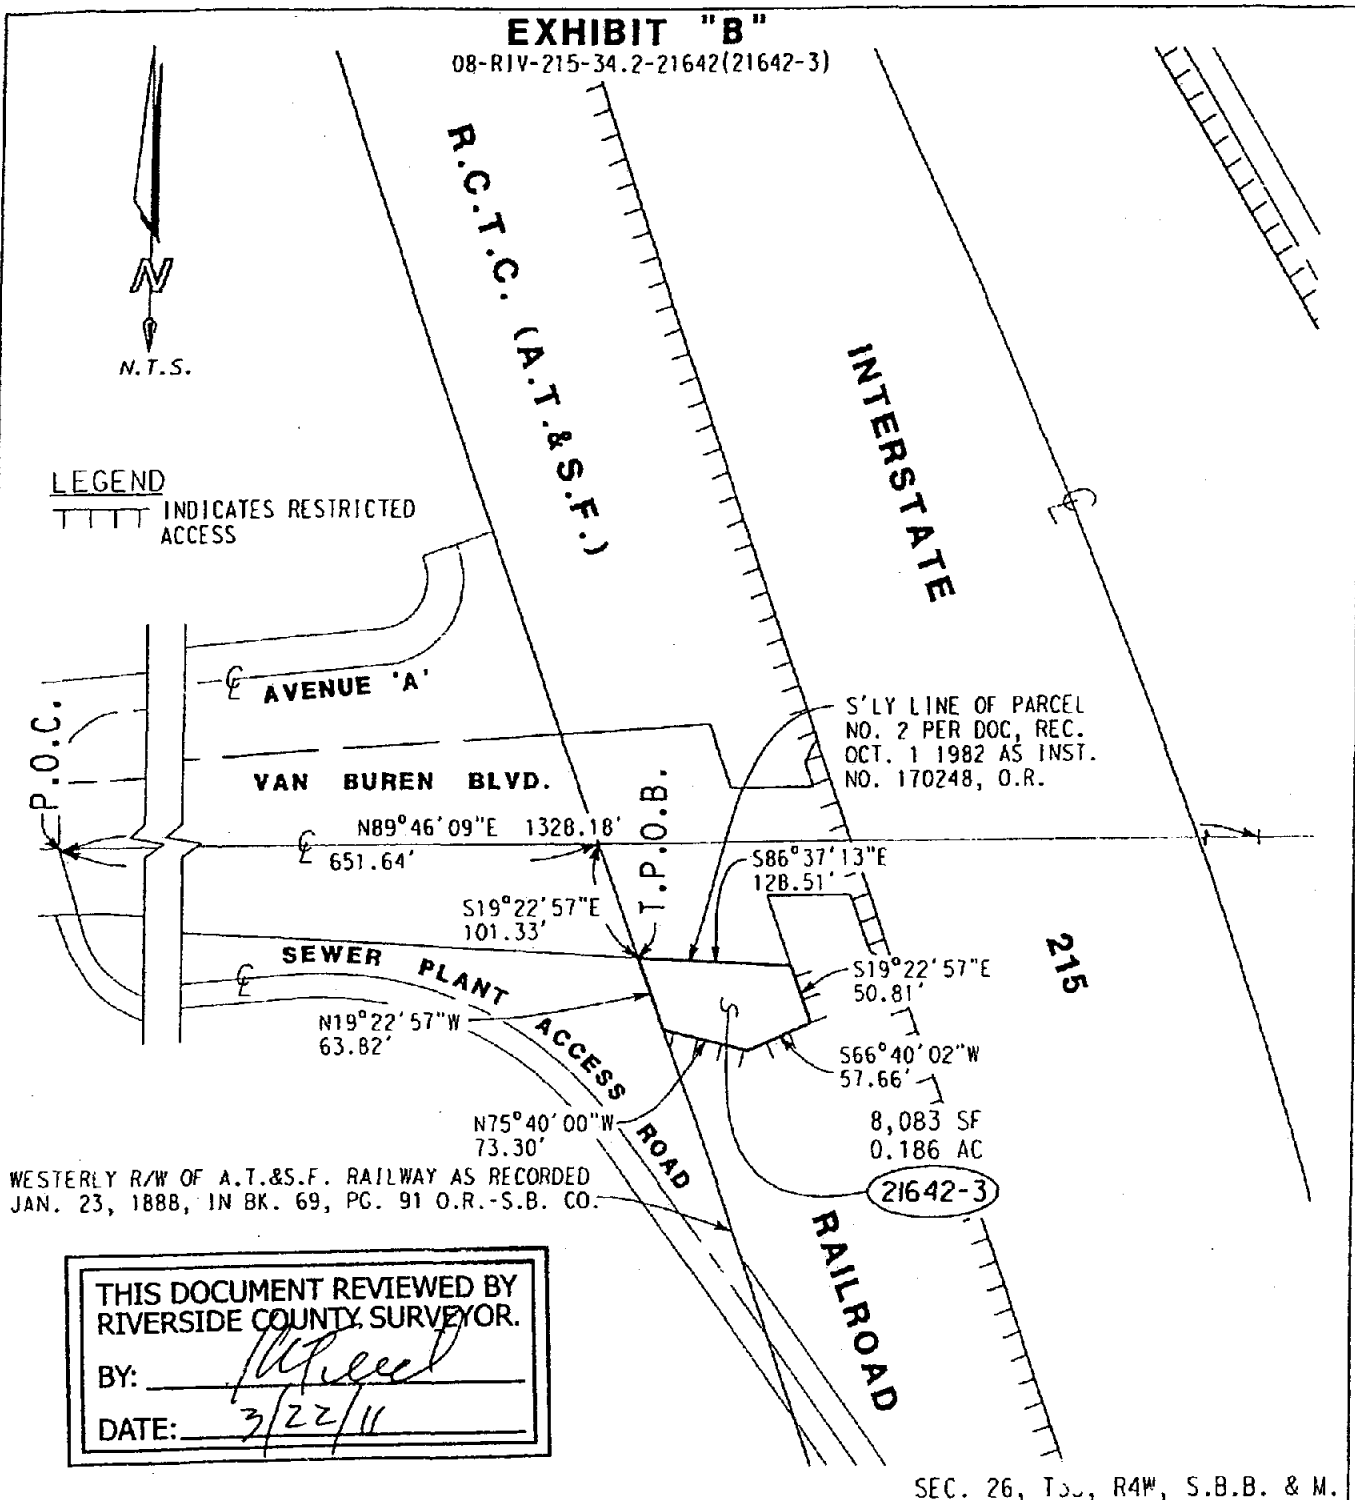 EXHIBIT "B"
08-RIV-215-34.2-21642(21642-3)
N
N.T.S.
R.C.T.C. (A.T.&S.F.)
INTERSTATE
LEGEND
INDICATES RESTRICTED
ACCESS
AVENUE 'A'
P.O.C.
S'LY LINE OF PARCEL
NO. 2 PER DOC, REC.
OCT. 1 1982 AS INST.
NO. 170248, O.R.
VAN BUREN BLVD.
N89°46'09"E 1328.18'
651.64'
T.P.O.B.
S86°37'13"E
128.51'
S19°22'57"E
101.33'
SEWER PLANT ACCESS ROAD
215
S19°22'57"E
50.81'
N19°22'57"W
63.82'
S
S66°40'02"W
57.66'
N75°40'00"W
73.30'
8,083 SF
0.186 AC
21642-3
WESTERLY R/W OF A.T.&S.F. RAILWAY AS RECORDED
JAN. 23, 1888, IN BK. 69, PG. 91 O.R.-S.B. CO.
RAILROAD
THIS DOCUMENT REVIEWED BY
RIVERSIDE COUNTY SURVEYOR.
BY:
DATE: 3/22/11
SEC. 26, R4W, S.B.B. & M.